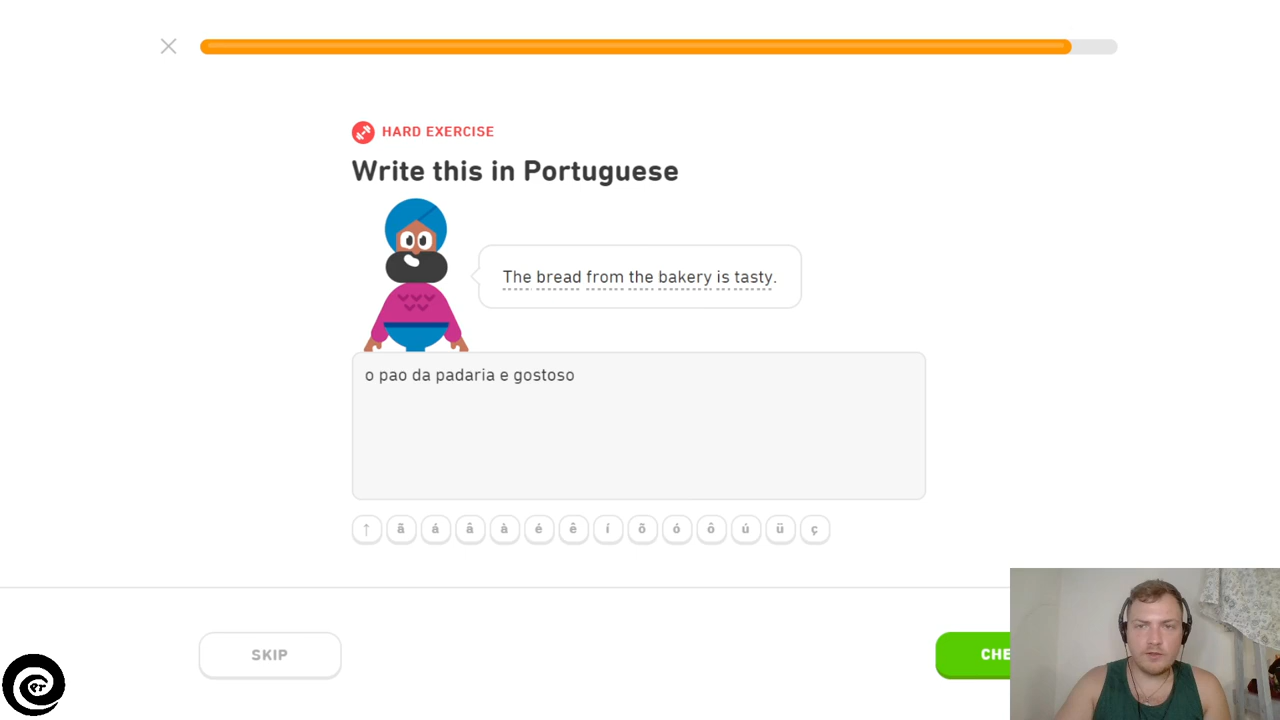 HARD EXERCISE
Write this in Portuguese
The bread from the bakery is tasty.
o pao da padaria e gostoso
↑ ã á â à é ê í õ ó ô ú ü ç
SKIP
CHE